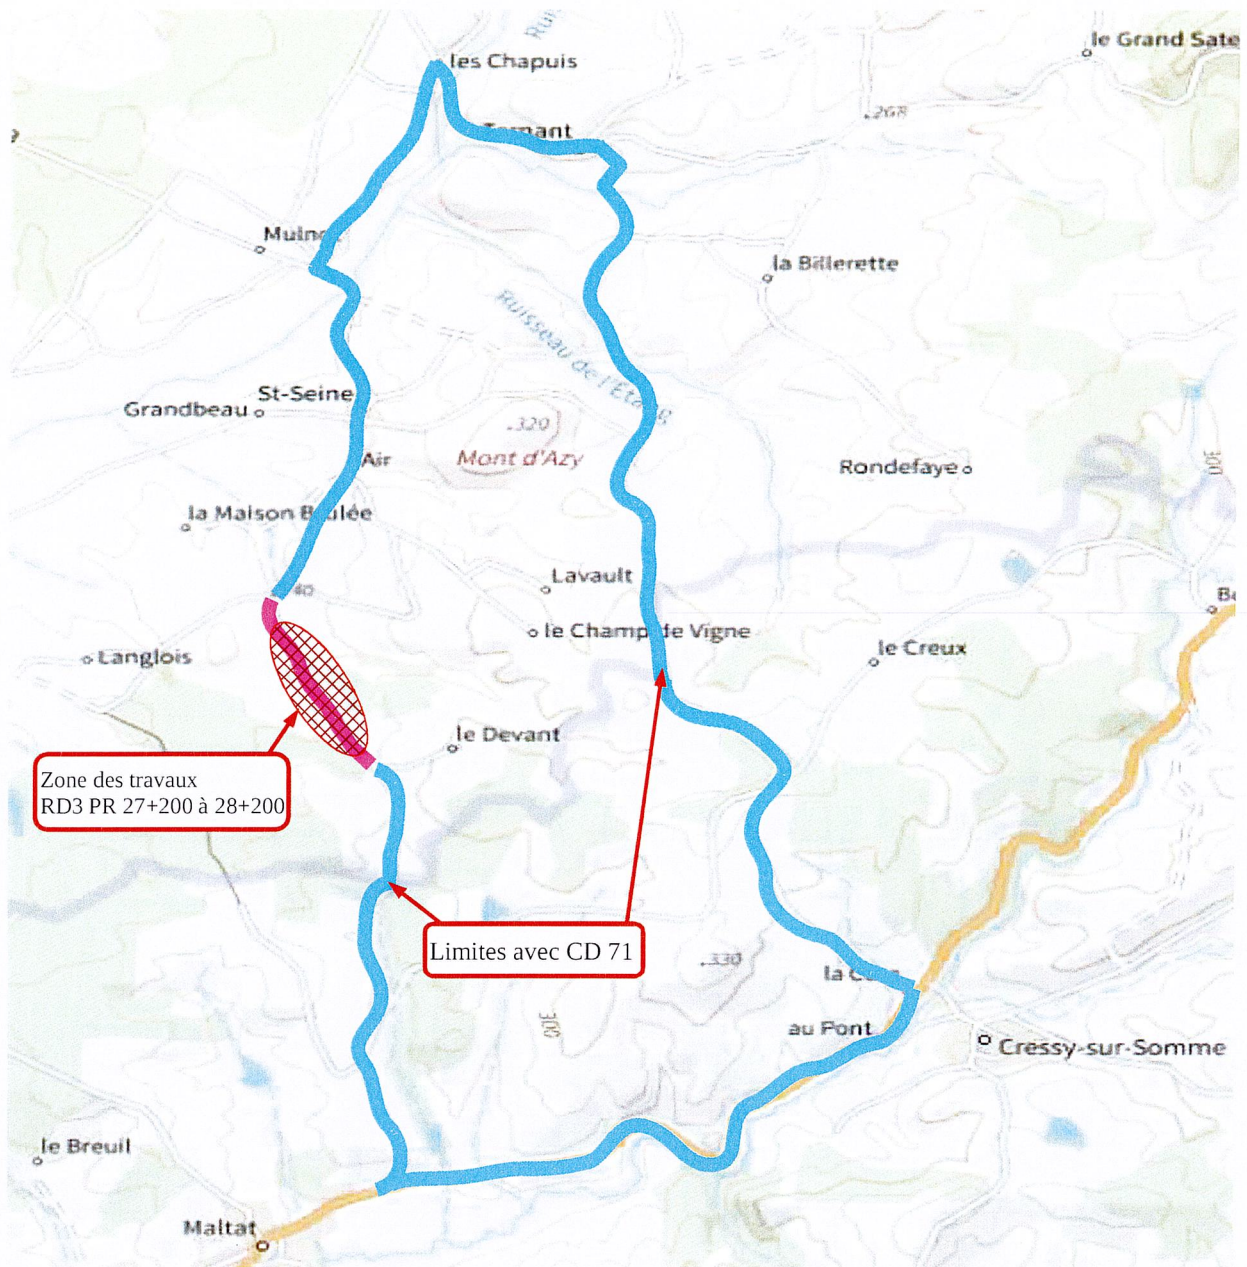 les Chapuis
le Grand Sate
.268
la Billerette
Ruisseau de l'Etang
St-Seine
Grandbeau
.320
Mont d'Azy
Air
Rondefaye
la Maison B ulée
40
Lavault
le Champ de Vigne
le Creux
Langlois
le Devant
Zone des travaux
RD3 PR 27+200 à 28+200
Limites avec CD 71
.330
au Pont
Cressy-sur-Somme
le Breuil
Maltat